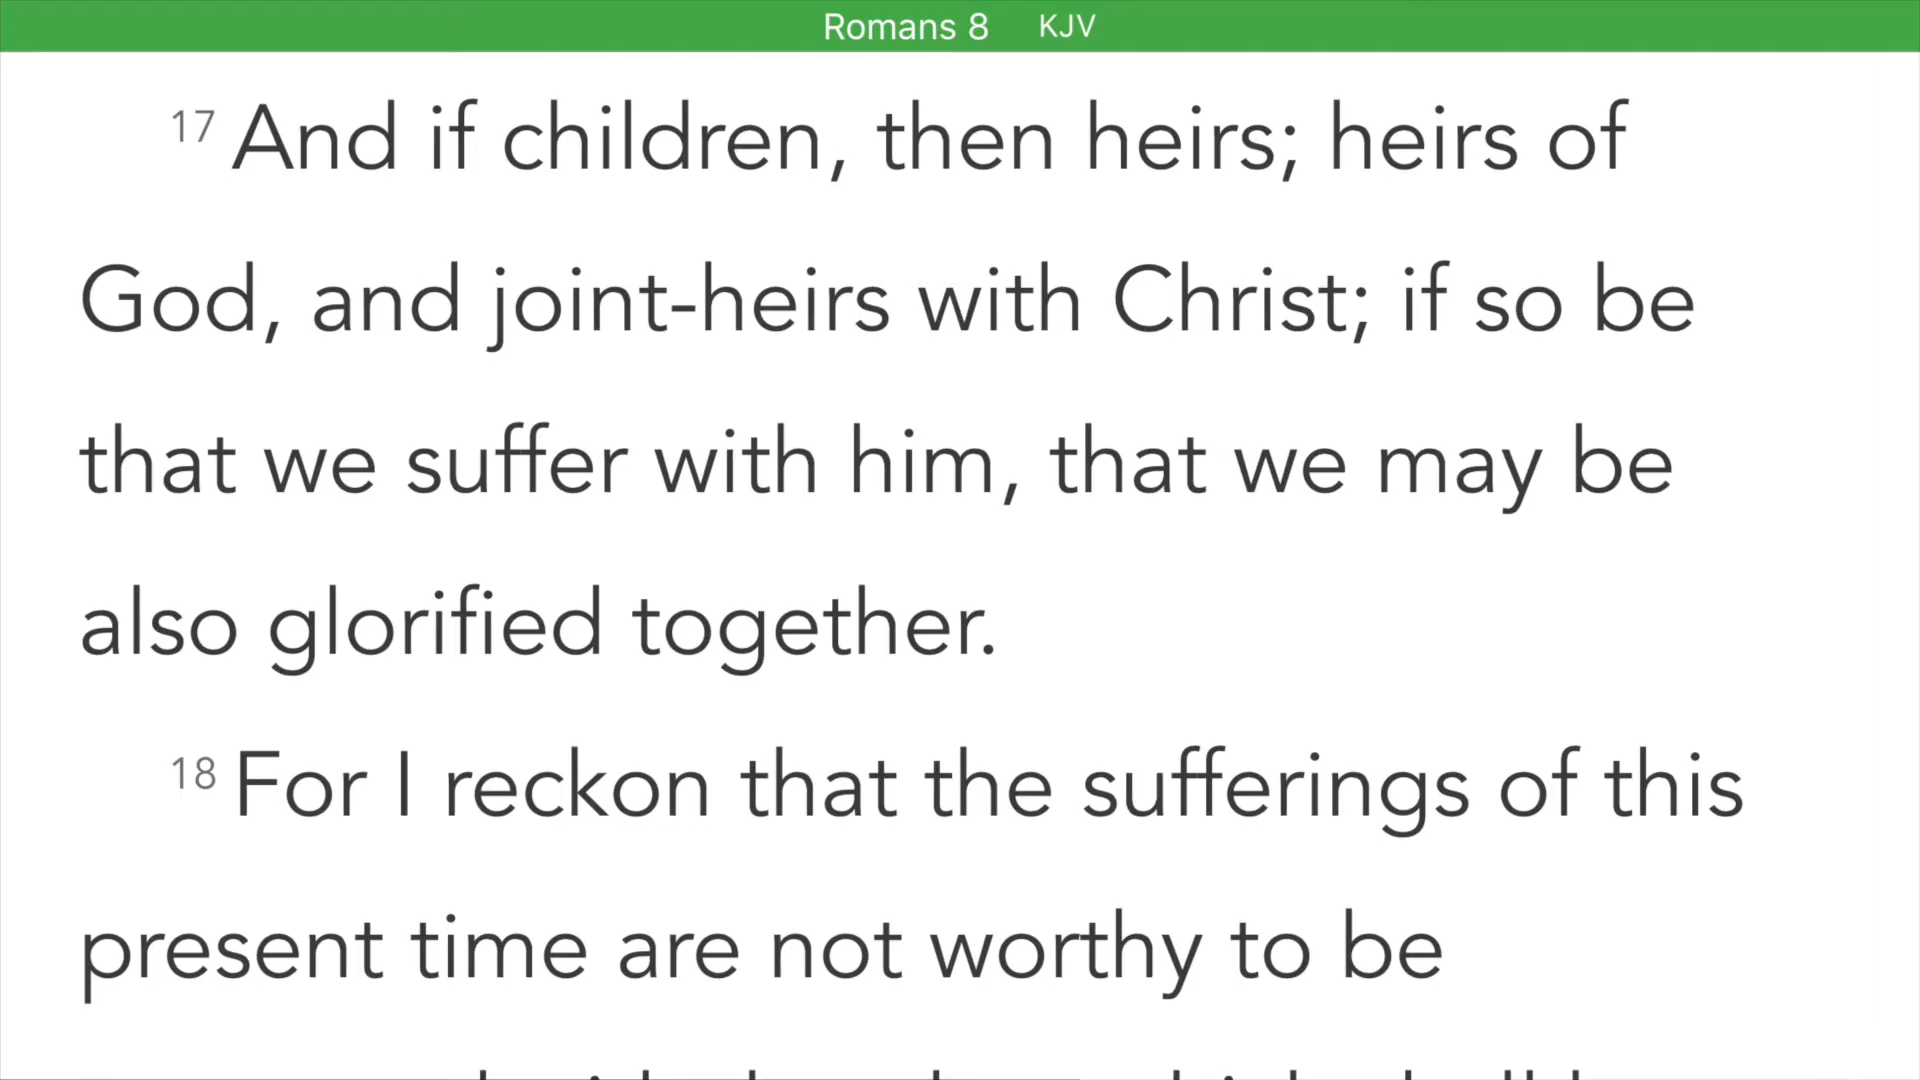 Romans 8 KJV
17 And if children, then heirs; heirs of
God, and joint-heirs with Christ; if so be
that we suffer with him, that we may be
also glorified together.
18 For I reckon that the sufferings of this
present time are not worthy to be